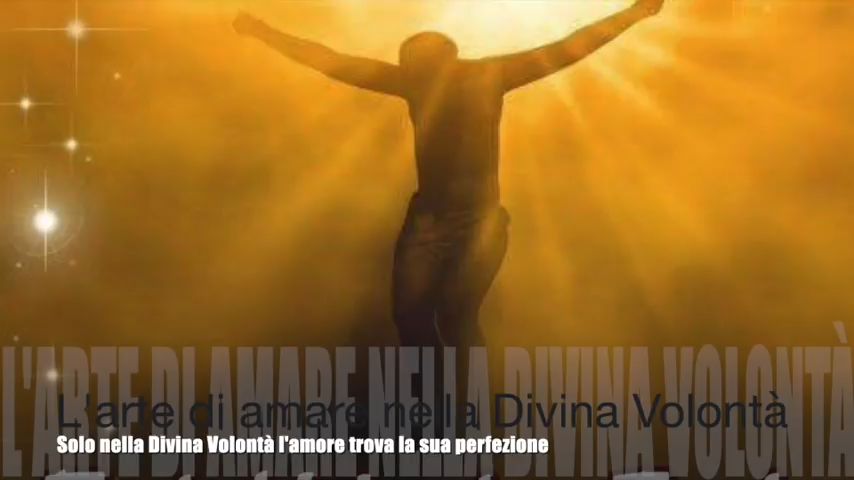 L'ARTE DI AMARE NELLA DIVINA VOLONTÀ
L'arte di amare nella Divina Volontà
Solo nella Divina Volontà l'amore trova la sua perfezione